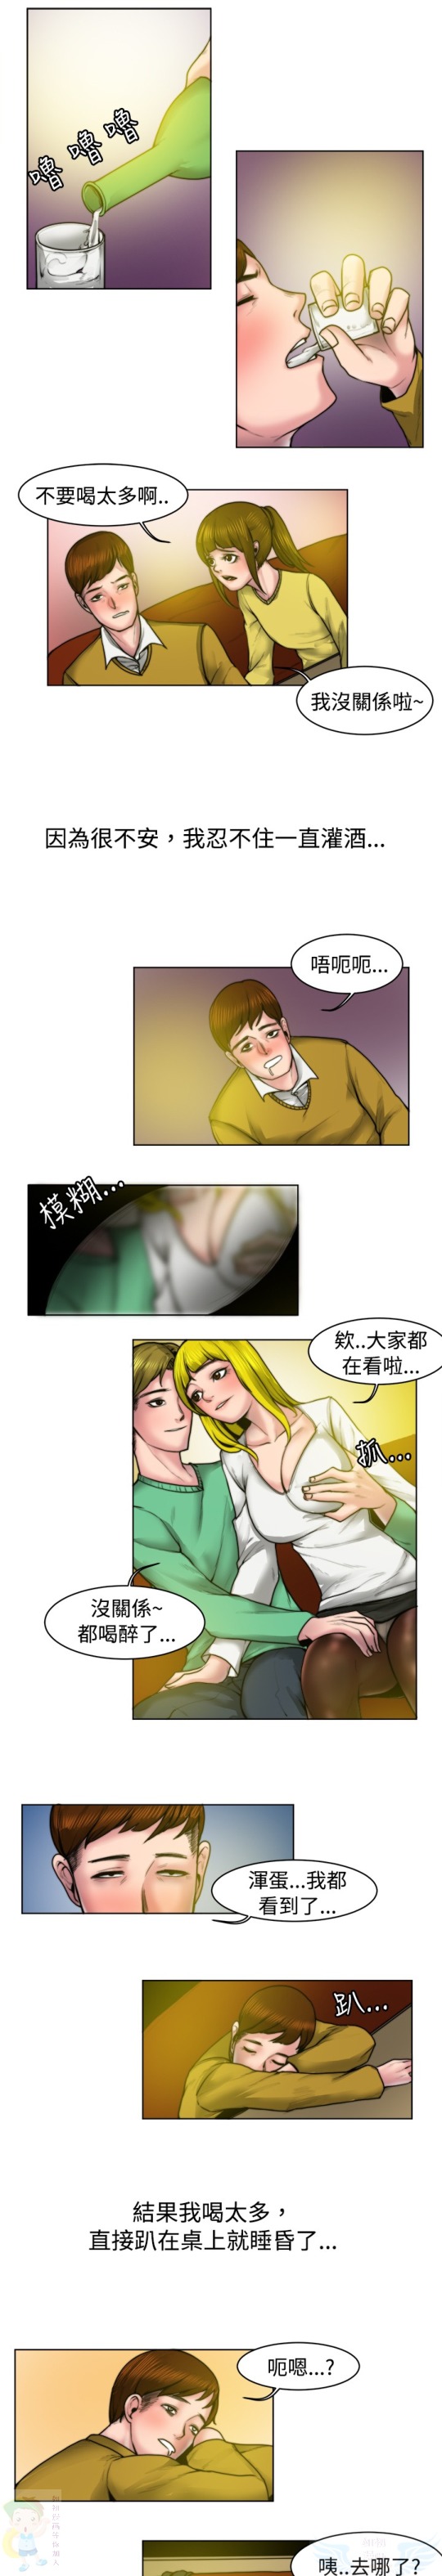 嚕 嚕 嚕
不要喝太多啊..
我沒關係啦~
因為很不安，我忍不住一直灌酒...
唔呃呃...
模糊...
欸..大家都
在看啦...
抓...
沒關係~
都喝醉了...
渾蛋...我都
看到了...
趴...
結果我喝太多，
直接趴在桌上就睡昏了...
呃嗯...?
咦..去哪了?